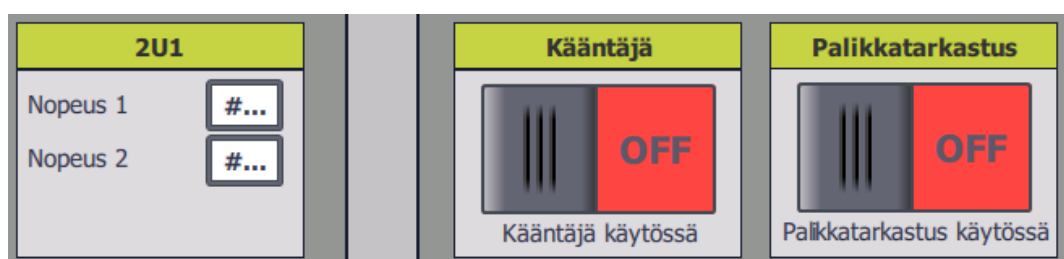 2U1
Nopeus 1
#...
Nopeus 2
#...
Kääntäjä
OFF
Kääntäjä käytössä
Palikkatarkastus
OFF
Palikkatarkastus käytössä